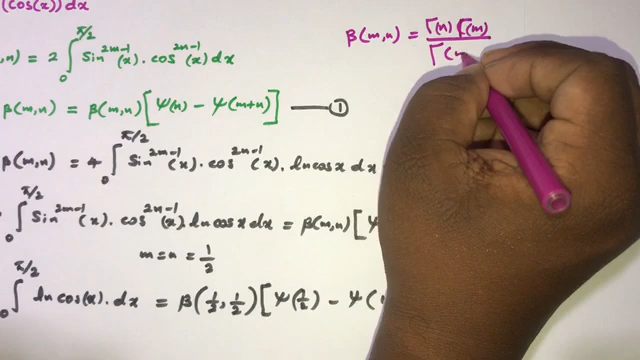 (cos(x)) dx
β(m,n) = Γ(n) Γ(m) / Γ(
,n) = 2 ∫₀^{π/2} Sin^{2m-1}(x) . cos^{2n-1}(x) dx
β(m,n) = β(m,n) [ Ψ(n) − Ψ(m+n) ] —— ①
β(m,n) = 4 ∫₀^{π/2} Sin^{2m-1}(x) . cos^{2n-1}(x) . ln cos x dx
∫₀^{π/2} Sin^{2m-1}(x) . cos^{2n-1}(x) ln cos x dx = β(m,n) [ Ψ(
m = n = 1/2
∫₀^{π/2} ln cos(x) . dx = β(1/2, 1/2) [ Ψ(1/2) − Ψ(